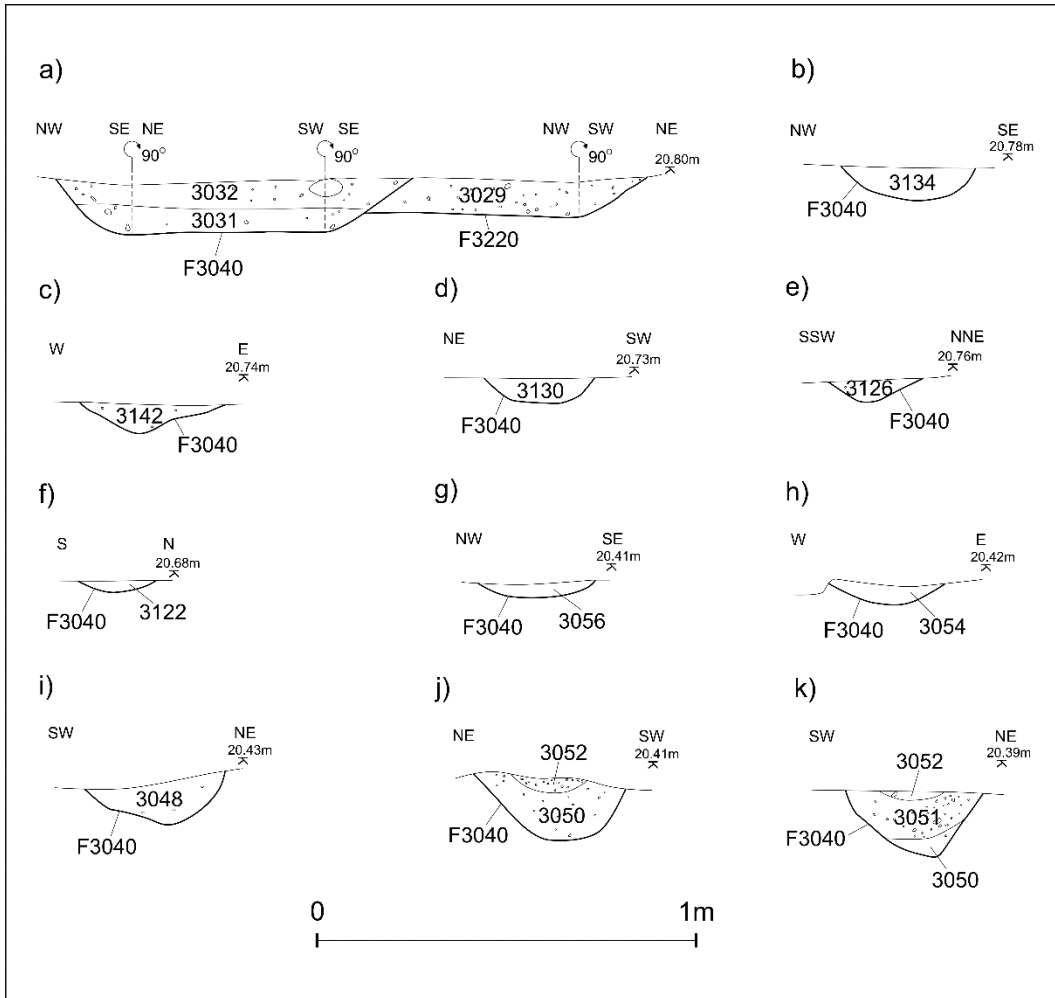 a)
NW SE NE SW SE NW SW NE
90° 90° 90°
20.80m
3032 3029
3031
F3220
F3040
b)
NW SE
20.78m
3134
F3040
c)
W E
20.74m
3142
F3040
d)
NE SW
20.73m
3130
F3040
e)
SSW NNE
20.76m
3126
F3040
f)
S N
20.68m
F3040 3122
g)
NW SE
20.41m
F3040 3056
h)
W E
20.42m
F3040 3054
i)
SW NE
20.43m
3048
F3040
j)
NE SW
20.41m
3052
3050
F3040
k)
SW NE
20.39m
3052
3051
F3040
3050
0 1m